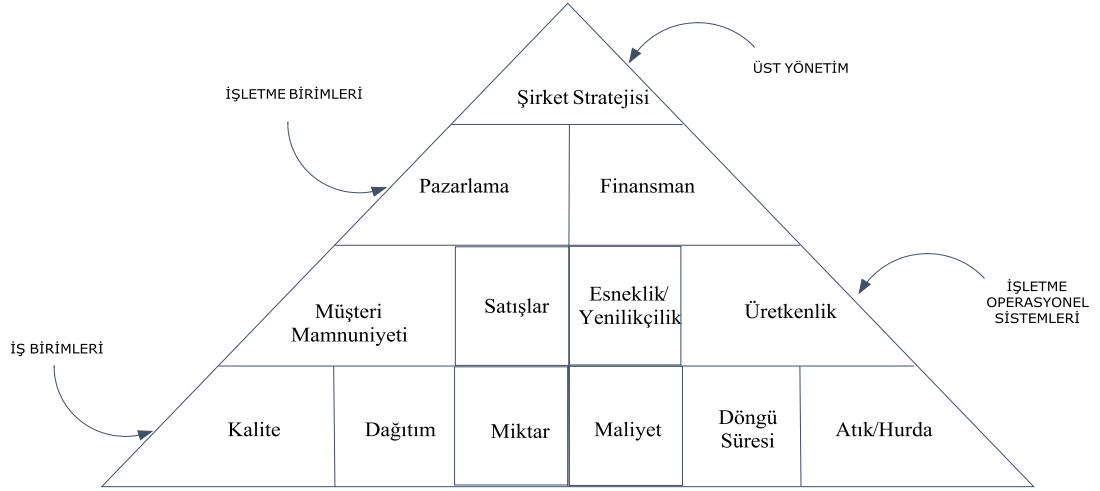 ÜST YÖNETİM
İŞLETME BİRİMLERİ
Şirket Stratejisi
Pazarlama
Finansman
Müşteri
Mamnuniyeti
Satışlar
Esneklik/
Yenilikçilik
Üretkenlik
İŞLETME
OPERASYONEL
SİSTEMLERİ
İŞ BİRİMLERİ
Kalite
Dağıtım
Miktar
Maliyet
Döngü
Süresi
Atık/Hurda